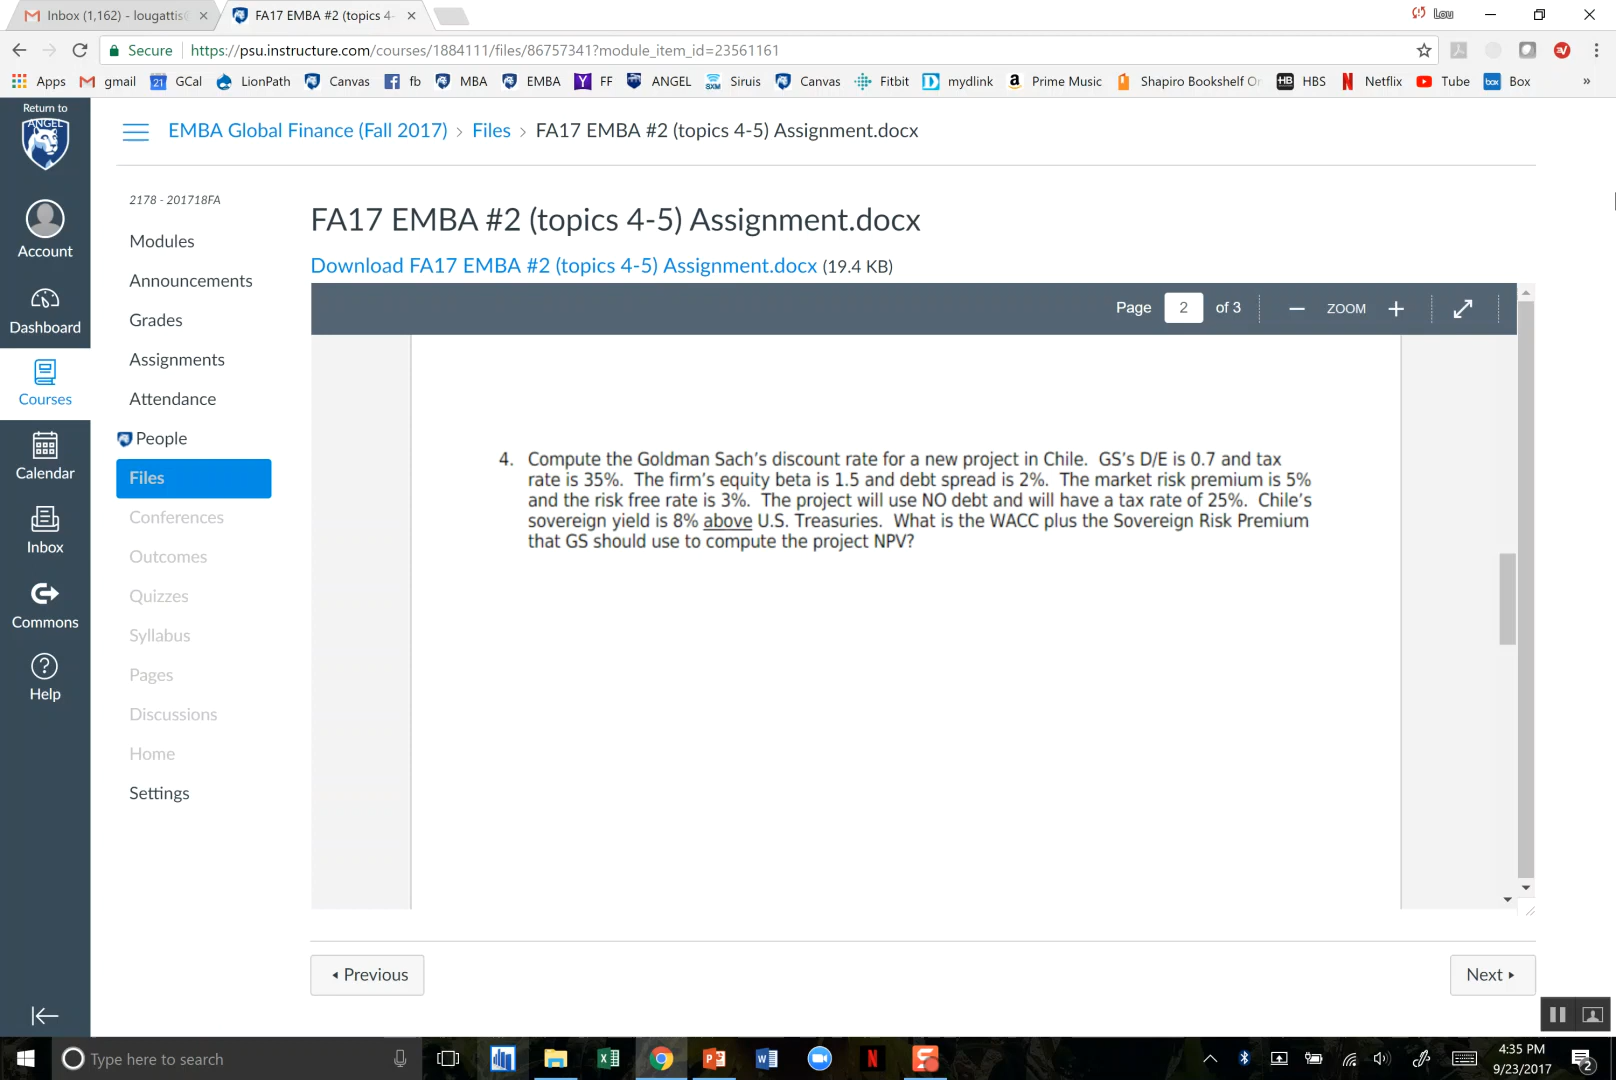 Inbox (1,162) - lougattis
FA17 EMBA #2 (topics 4-
Lou
Secure
https://psu.instructure.com/courses/1884111/files/86757341?module_item_id=23561161
Apps
gmail
21
GCal
LionPath
Canvas
fb
MBA
EMBA
FF
ANGEL
Siruis
Canvas
Fitbit
mydlink
Prime Music
Shapiro Bookshelf Or
HBS
Netflix
Tube
Box
»
Return to
ANGEL
Account
Dashboard
Courses
Calendar
Inbox
Commons
Help
EMBA Global Finance (Fall 2017) › Files › FA17 EMBA #2 (topics 4-5) Assignment.docx
2178 - 201718FA
Modules
Announcements
Grades
Assignments
Attendance
People
Files
Conferences
Outcomes
Quizzes
Syllabus
Pages
Discussions
Home
Settings
FA17 EMBA #2 (topics 4-5) Assignment.docx
Download FA17 EMBA #2 (topics 4-5) Assignment.docx (19.4 KB)
Page 2 of 3
ZOOM
4. Compute the Goldman Sach's discount rate for a new project in Chile. GS's D/E is 0.7 and tax
rate is 35%. The firm's equity beta is 1.5 and debt spread is 2%. The market risk premium is 5%
and the risk free rate is 3%. The project will use NO debt and will have a tax rate of 25%. Chile's
sovereign yield is 8% above U.S. Treasuries. What is the WACC plus the Sovereign Risk Premium
that GS should use to compute the project NPV?
Previous
Next
Type here to search
4:35 PM
9/23/2017
2